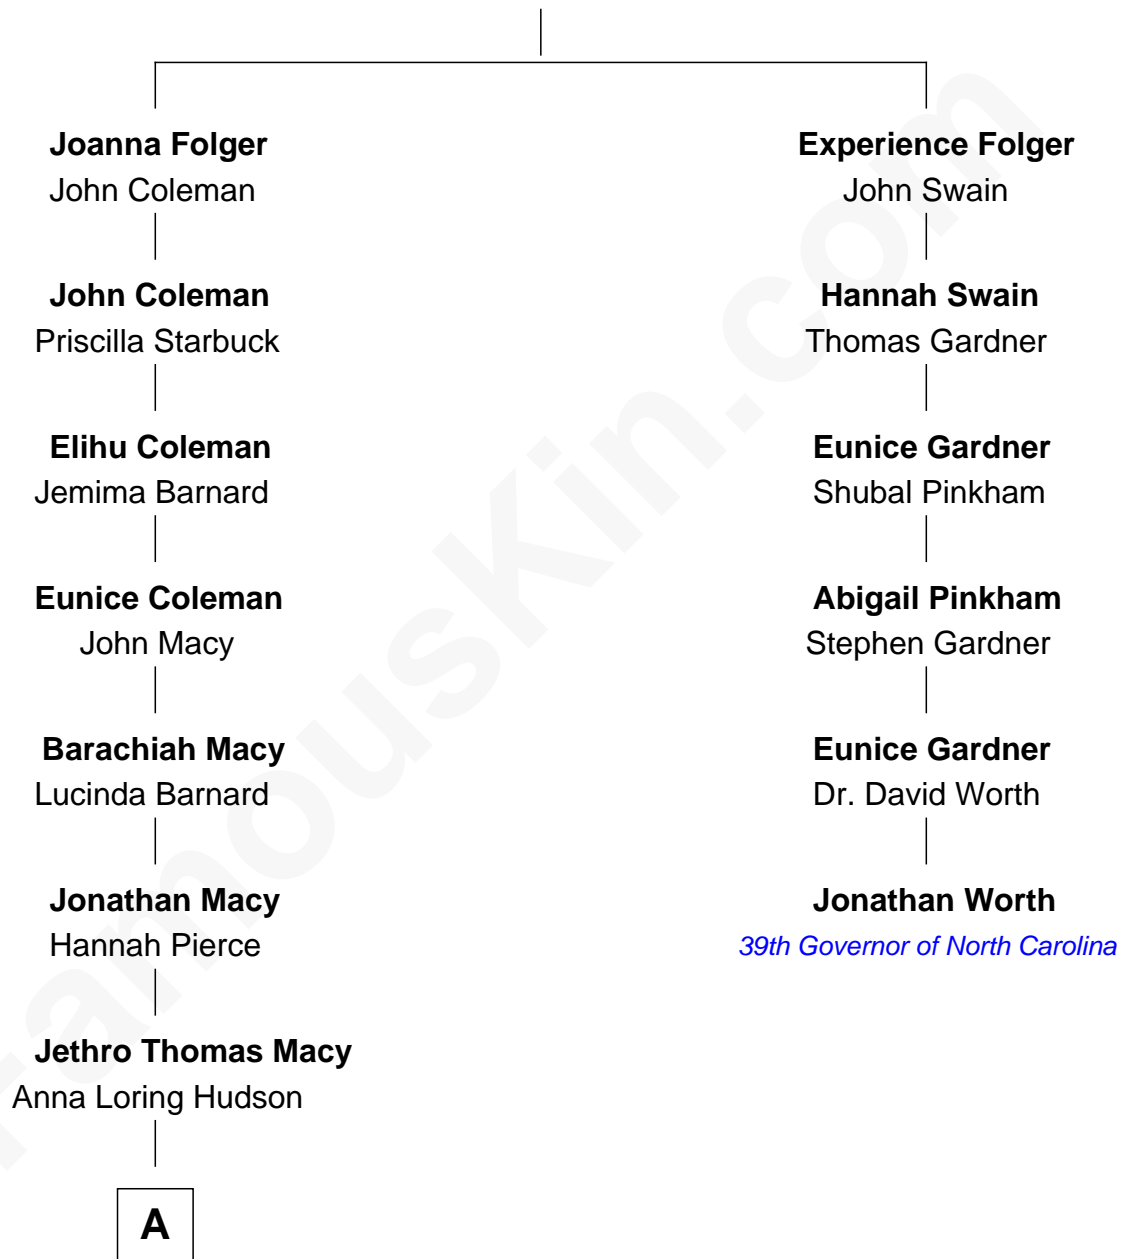 Joanna Folger
John Coleman
Experience Folger
John Swain
John Coleman
Priscilla Starbuck
Hannah Swain
Thomas Gardner
Elihu Coleman
Jemima Barnard
Eunice Gardner
Shubal Pinkham
Eunice Coleman
John Macy
Abigail Pinkham
Stephen Gardner
Barachiah Macy
Lucinda Barnard
Eunice Gardner
Dr. David Worth
Jonathan Macy
Hannah Pierce
Jonathan Worth
39th Governor of North Carolina
Jethro Thomas Macy
Anna Loring Hudson
A
FamousKin.com